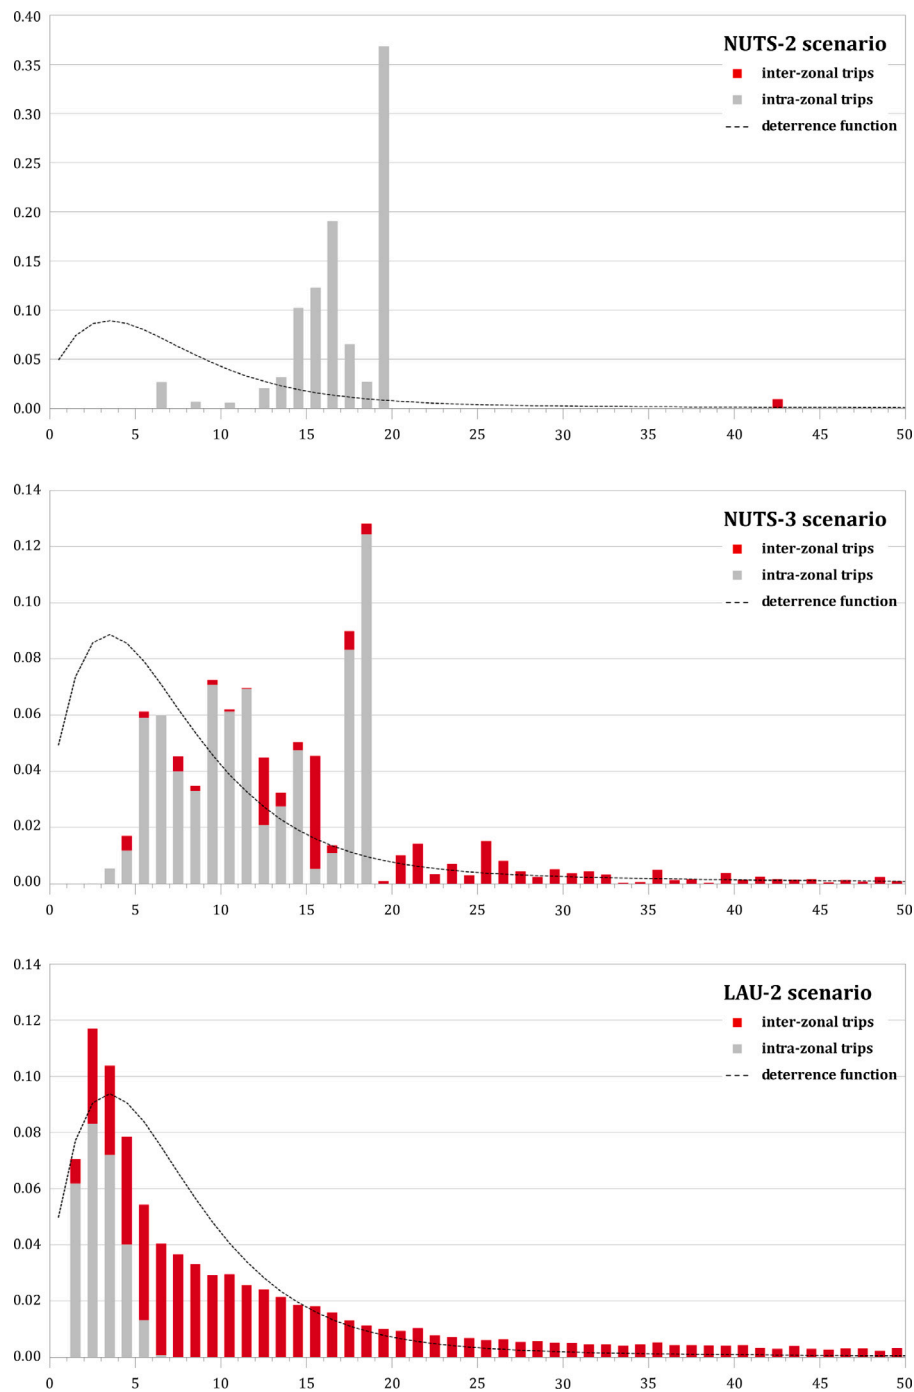 0.40
NUTS-2 scenario
0.35
inter-zonal trips
intra-zonal trips
0.30
deterrence function
0.25
0.20
0.15
0.10
0.05
0.00
0 5 10 15 20 25 30 35 40 45 50
0.14
NUTS-3 scenario
0.12
inter-zonal trips
intra-zonal trips
0.10
deterrence function
0.08
0.06
0.04
0.02
0.00
0 5 10 15 20 25 30 35 40 45 50
0.14
LAU-2 scenario
0.12
inter-zonal trips
intra-zonal trips
0.10
deterrence function
0.08
0.06
0.04
0.02
0.00
0 5 10 15 20 25 30 35 40 45 50